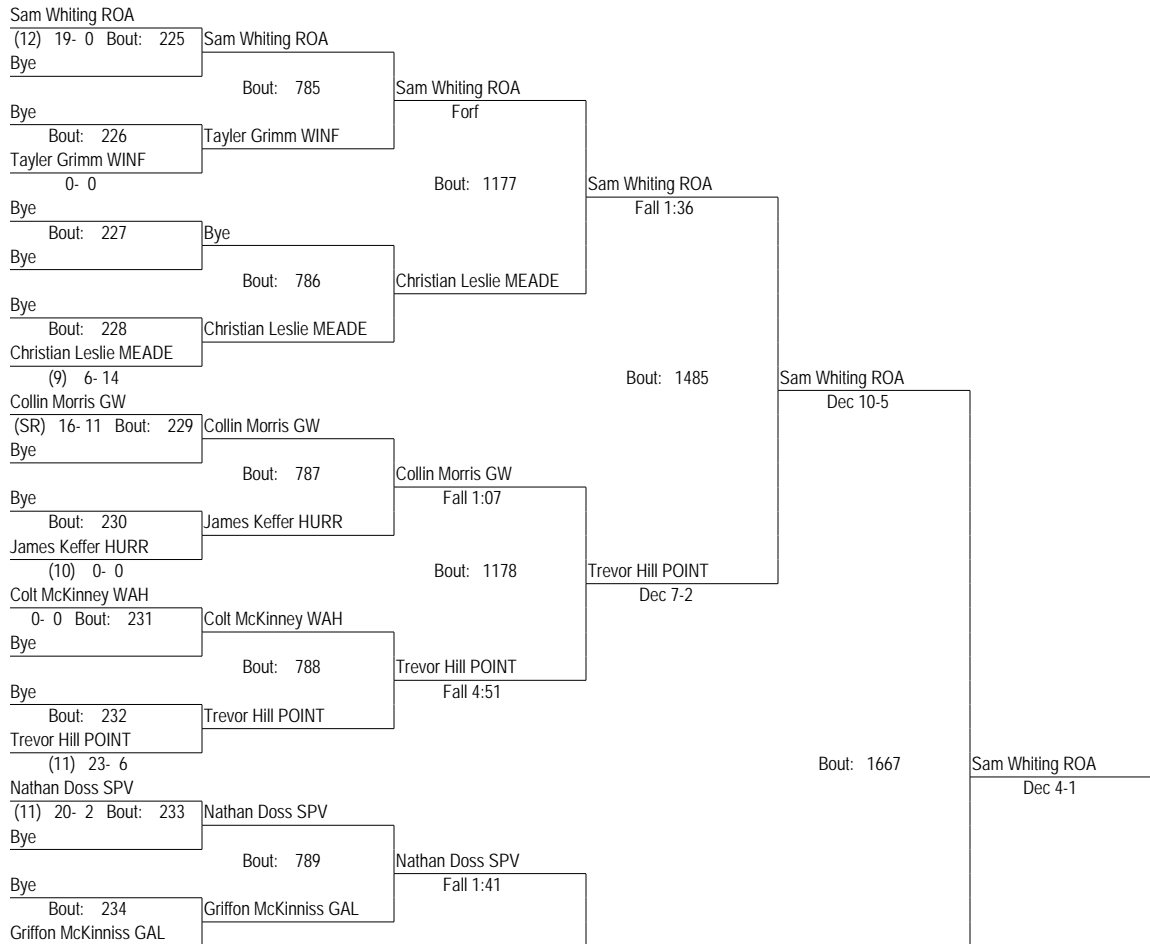 Sam Whiting ROA
(12) 19- 0 Bout: 225 Sam Whiting ROA
Bye
Bout: 785 Sam Whiting ROA
Bye Forf
Bout: 226 Tayler Grimm WINF
Tayler Grimm WINF
0- 0 Bout: 1177 Sam Whiting ROA
Bye Fall 1:36
Bout: 227 Bye
Bye
Bout: 786 Christian Leslie MEADE
Bye
Bout: 228 Christian Leslie MEADE
Christian Leslie MEADE
(9) 6- 14 Bout: 1485 Sam Whiting ROA
Collin Morris GW Dec 10-5
(SR) 16- 11 Bout: 229 Collin Morris GW
Bye
Bout: 787 Collin Morris GW
Bye Fall 1:07
Bout: 230 James Keffer HURR
James Keffer HURR
(10) 0- 0 Bout: 1178 Trevor Hill POINT
Colt McKinney WAH Dec 7-2
0- 0 Bout: 231 Colt McKinney WAH
Bye
Bout: 788 Trevor Hill POINT
Bye Fall 4:51
Bout: 232 Trevor Hill POINT
Trevor Hill POINT
(11) 23- 6 Bout: 1667 Sam Whiting ROA
Nathan Doss SPV Dec 4-1
(11) 20- 2 Bout: 233 Nathan Doss SPV
Bye
Bout: 789 Nathan Doss SPV
Bye Fall 1:41
Bout: 234 Griffon McKinniss GAL
Griffon McKinniss GAL